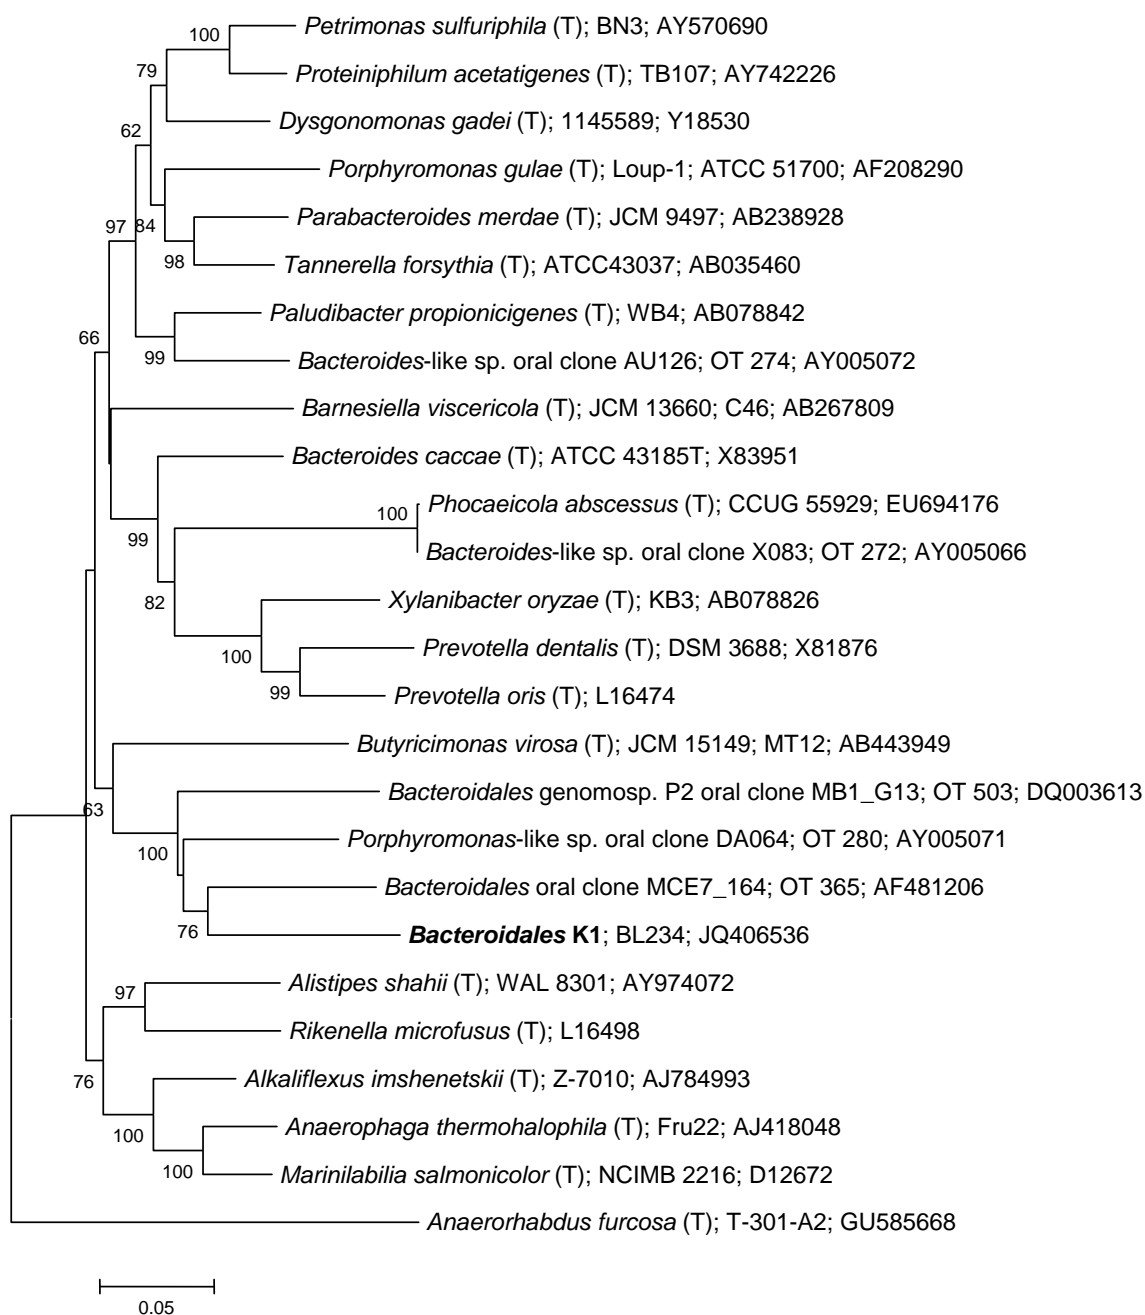 Petrimonas sulfuriphila (T); BN3; AY570690
100
Proteiniphilum acetatigenes (T); TB107; AY742226
79
Dysgonomonas gadei (T); 1145589; Y18530
62
Porphyromonas gulae (T); Loup-1; ATCC 51700; AF208290
Parabacteroides merdae (T); JCM 9497; AB238928
97
84
Tannerella forsythia (T); ATCC43037; AB035460
98
Paludibacter propionicigenes (T); WB4; AB078842
66
Bacteroides-like sp. oral clone AU126; OT 274; AY005072
99
Barnesiella viscericola (T); JCM 13660; C46; AB267809
Bacteroides caccae (T); ATCC 43185T; X83951
Phocaeicola abscessus (T); CCUG 55929; EU694176
100
99
Bacteroides-like sp. oral clone X083; OT 272; AY005066
Xylanibacter oryzae (T); KB3; AB078826
82
Prevotella dentalis (T); DSM 3688; X81876
100
Prevotella oris (T); L16474
99
Butyricimonas virosa (T); JCM 15149; MT12; AB443949
Bacteroidales genomosp. P2 oral clone MB1_G13; OT 503; DQ003613
63
Porphyromonas-like sp. oral clone DA064; OT 280; AY005071
100
Bacteroidales oral clone MCE7_164; OT 365; AF481206
76
Bacteroidales K1; BL234; JQ406536
Alistipes shahii (T); WAL 8301; AY974072
97
Rikenella microfusus (T); L16498
76
Alkaliflexus imshenetskii (T); Z-7010; AJ784993
Anaerophaga thermohalophila (T); Fru22; AJ418048
100
Marinilabilia salmonicolor (T); NCIMB 2216; D12672
100
Anaerorhabdus furcosa (T); T-301-A2; GU585668
0.05